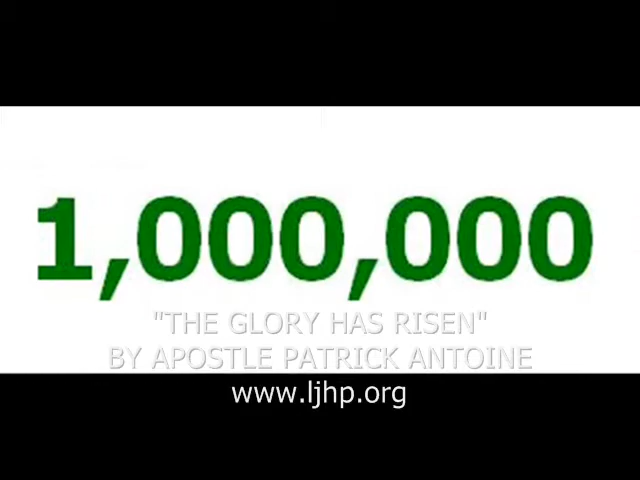 1,000,000
"THE GLORY HAS RISEN"
BY APOSTLE PATRICK ANTOINE
www.ljhp.org